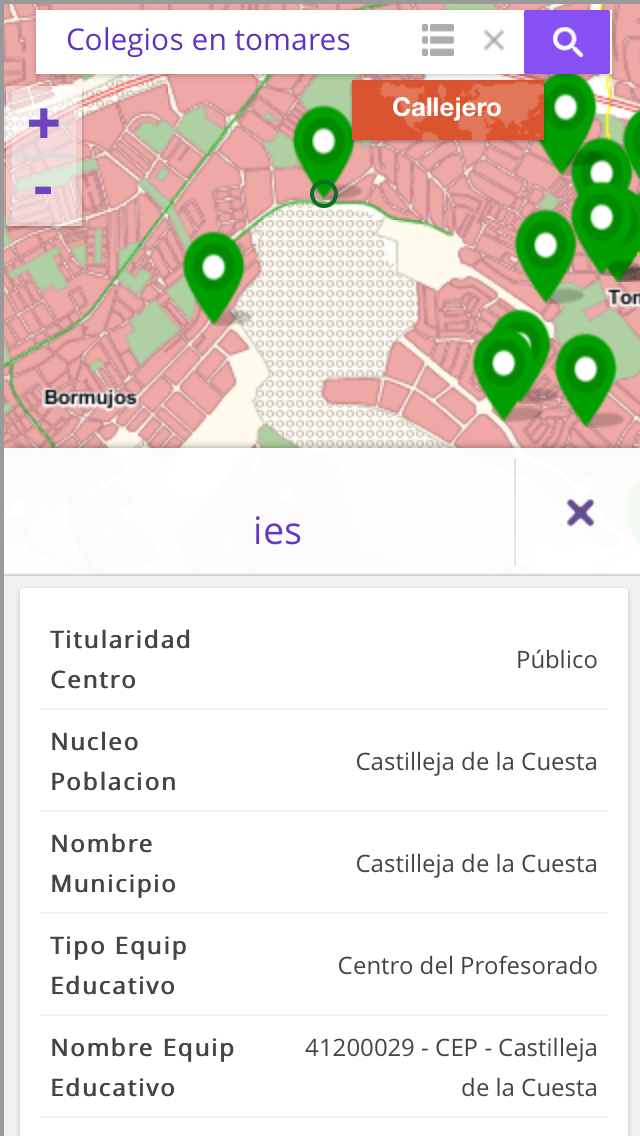 Colegios en tomares
Callejero
+
-
Tom
Bormujos
ies
Titularidad
Centro
Público
Nucleo
Poblacion
Castilleja de la Cuesta
Nombre
Municipio
Castilleja de la Cuesta
Tipo Equip
Educativo
Centro del Profesorado
Nombre Equip
Educativo
41200029 - CEP - Castilleja
de la Cuesta